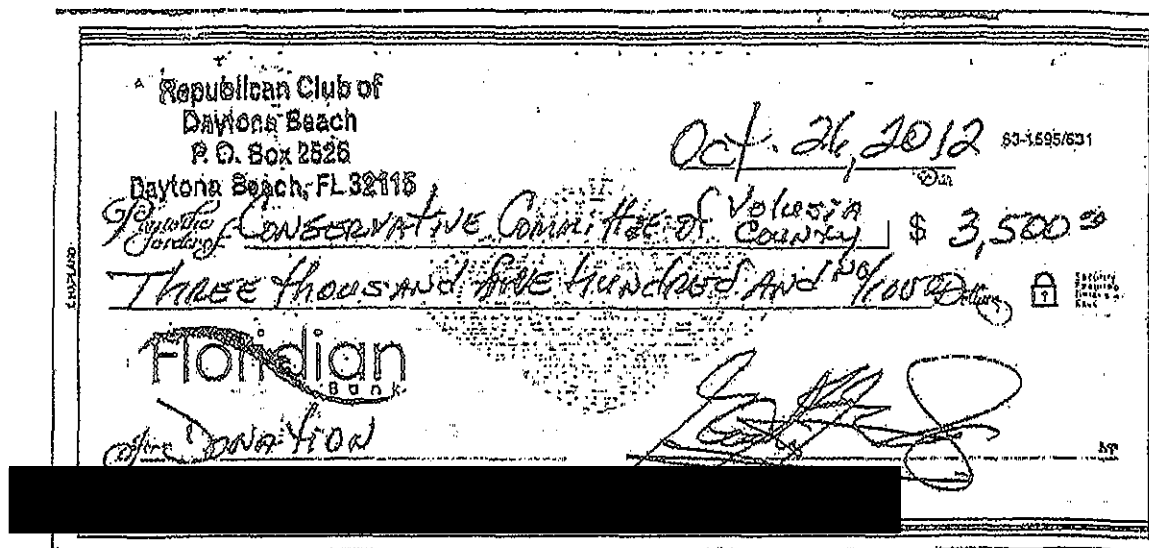 Republican Club of
Daytona Beach
P. O. Box 2526
Daytona Beach, FL 32115
Oct. 26, 2012 63-1595/631
Date
Pay to the order of Conservative Committee of Volusia County $ 3,500 00
Three thousand five hundred and no/100 Dollars
Floridian
Bank
For Donation